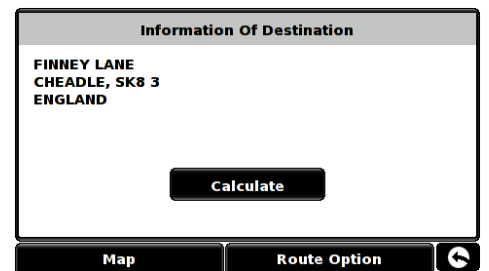 Information Of Destination
FINNEY LANE
CHEADLE, SK8 3
ENGLAND
Calculate
Map
Route Option